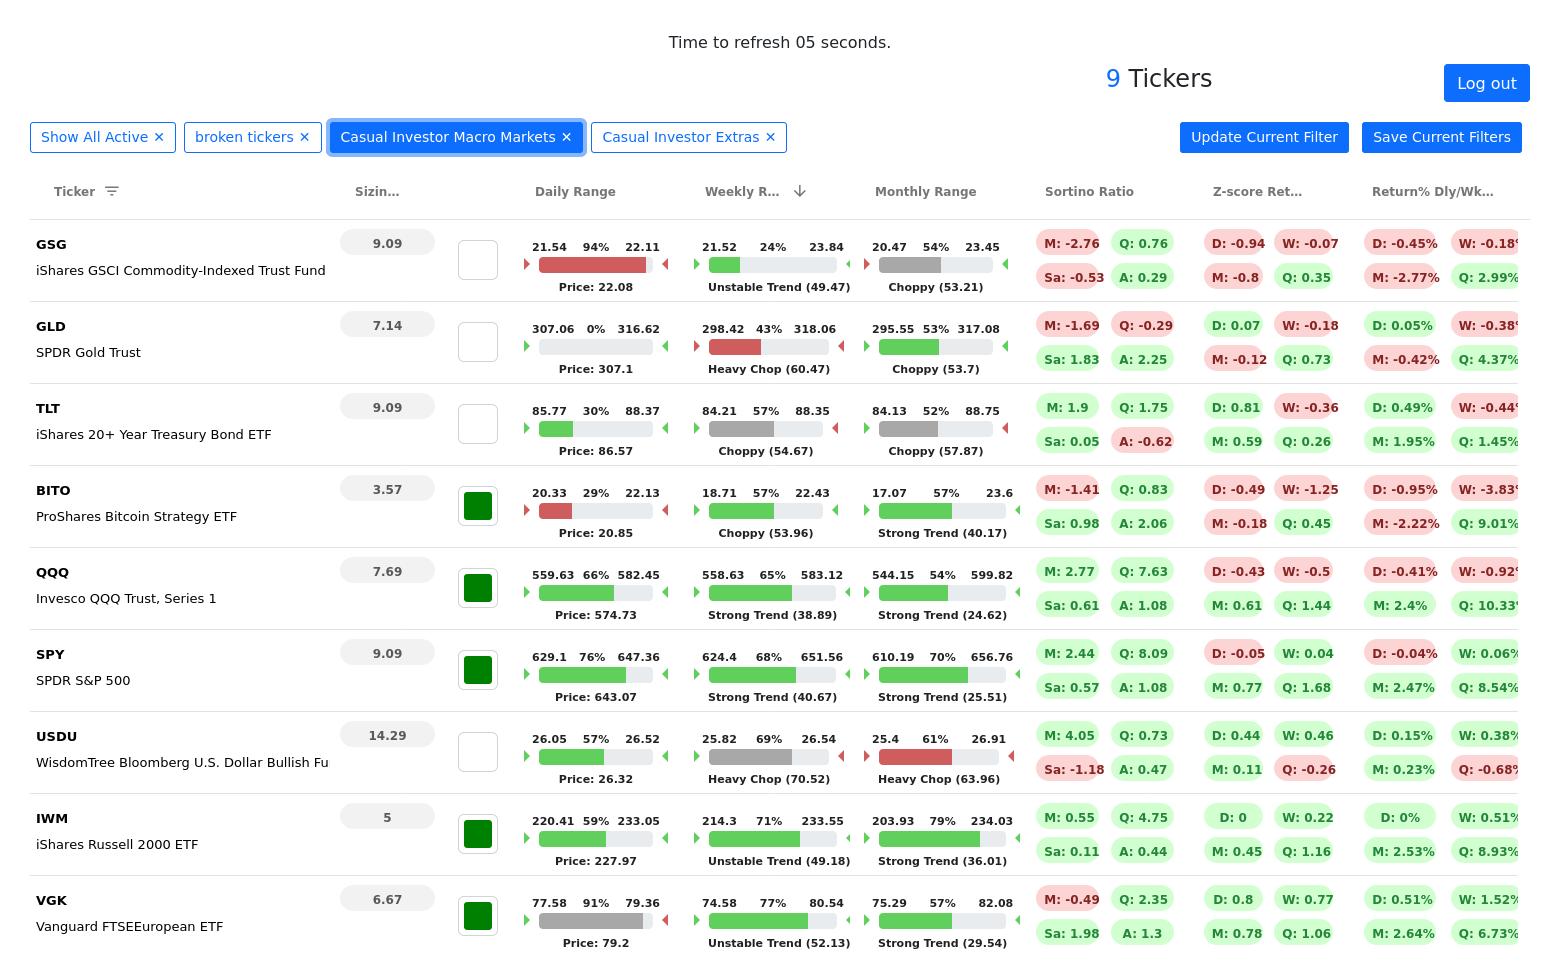 Time to refresh 05 seconds.
9 Tickers
Log out
Show All Active ✕ broken tickers ✕ Casual Investor Macro Markets ✕ Casual Investor Extras ✕ Update Current Filter Save Current Filters
Ticker Sizin... Daily Range Weekly R... Monthly Range Sortino Ratio Z-score Ret... Return% Dly/Wk...
GSG 9.09 21.54 94% 22.11 21.52 24% 23.84 20.47 54% 23.45 M: -2.76 Q: 0.76 D: -0.94 W: -0.07 D: -0.45% W: -0.18%
iShares GSCI Commodity-Indexed Trust Fund Price: 22.08 Unstable Trend (49.47) Choppy (53.21) Sa: -0.53 A: 0.29 M: -0.8 Q: 0.35 M: -2.77% Q: 2.99%
GLD 7.14 307.06 0% 316.62 298.42 43% 318.06 295.55 53% 317.08 M: -1.69 Q: -0.29 D: 0.07 W: -0.18 D: 0.05% W: -0.38%
SPDR Gold Trust Price: 307.1 Heavy Chop (60.47) Choppy (53.7) Sa: 1.83 A: 2.25 M: -0.12 Q: 0.73 M: -0.42% Q: 4.37%
TLT 9.09 85.77 30% 88.37 84.21 57% 88.35 84.13 52% 88.75 M: 1.9 Q: 1.75 D: 0.81 W: -0.36 D: 0.49% W: -0.44%
iShares 20+ Year Treasury Bond ETF Price: 86.57 Choppy (54.67) Choppy (57.87) Sa: 0.05 A: -0.62 M: 0.59 Q: 0.26 M: 1.95% Q: 1.45%
BITO 3.57 20.33 29% 22.13 18.71 57% 22.43 17.07 57% 23.6 M: -1.41 Q: 0.83 D: -0.49 W: -1.25 D: -0.95% W: -3.83%
ProShares Bitcoin Strategy ETF Price: 20.85 Choppy (53.96) Strong Trend (40.17) Sa: 0.98 A: 2.06 M: -0.18 Q: 0.45 M: -2.22% Q: 9.01%
QQQ 7.69 559.63 66% 582.45 558.63 65% 583.12 544.15 54% 599.82 M: 2.77 Q: 7.63 D: -0.43 W: -0.5 D: -0.41% W: -0.92%
Invesco QQQ Trust, Series 1 Price: 574.73 Strong Trend (38.89) Strong Trend (24.62) Sa: 0.61 A: 1.08 M: 0.61 Q: 1.44 M: 2.4% Q: 10.33%
SPY 9.09 629.1 76% 647.36 624.4 68% 651.56 610.19 70% 656.76 M: 2.44 Q: 8.09 D: -0.05 W: 0.04 D: -0.04% W: 0.06%
SPDR S&P 500 Price: 643.07 Strong Trend (40.67) Strong Trend (25.51) Sa: 0.57 A: 1.08 M: 0.77 Q: 1.68 M: 2.47% Q: 8.54%
USDU 14.29 26.05 57% 26.52 25.82 69% 26.54 25.4 61% 26.91 M: 4.05 Q: 0.73 D: 0.44 W: 0.46 D: 0.15% W: 0.38%
WisdomTree Bloomberg U.S. Dollar Bullish Fu Price: 26.32 Heavy Chop (70.52) Heavy Chop (63.96) Sa: -1.18 A: 0.47 M: 0.11 Q: -0.26 M: 0.23% Q: -0.68%
IWM 5 220.41 59% 233.05 214.3 71% 233.55 203.93 79% 234.03 M: 0.55 Q: 4.75 D: 0 W: 0.22 D: 0% W: 0.51%
iShares Russell 2000 ETF Price: 227.97 Unstable Trend (49.18) Strong Trend (36.01) Sa: 0.11 A: 0.44 M: 0.45 Q: 1.16 M: 2.53% Q: 8.93%
VGK 6.67 77.58 91% 79.36 74.58 77% 80.54 75.29 57% 82.08 M: -0.49 Q: 2.35 D: 0.8 W: 0.77 D: 0.51% W: 1.52%
Vanguard FTSEEuropean ETF Price: 79.2 Unstable Trend (52.13) Strong Trend (29.54) Sa: 1.98 A: 1.3 M: 0.78 Q: 1.06 M: 2.64% Q: 6.73%